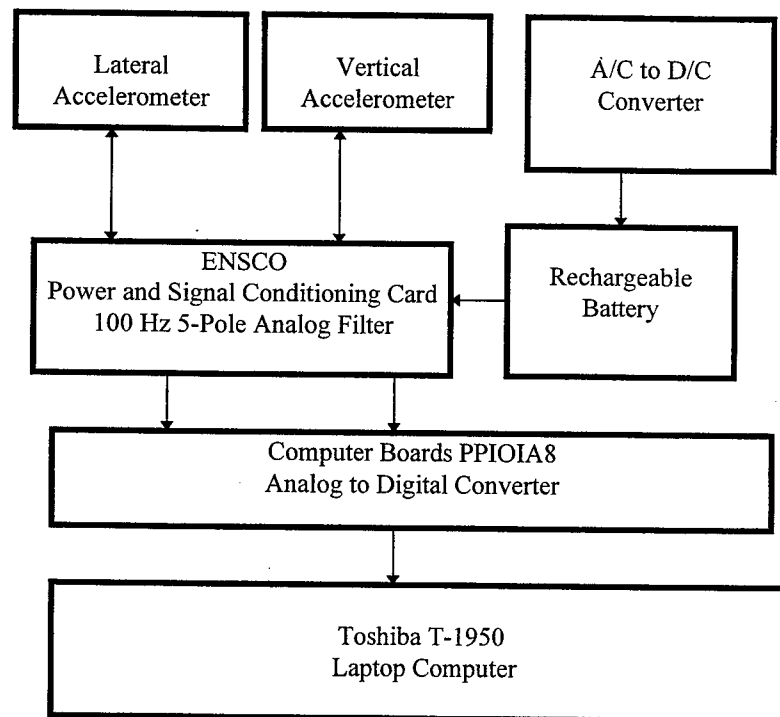 Lateral
Accelerometer
Vertical
Accelerometer
A/C to D/C
Converter
ENSCO
Power and Signal Conditioning Card
100 Hz 5-Pole Analog Filter
Rechargeable
Battery
Computer Boards PPIOIA8
Analog to Digital Converter
Toshiba T-1950
Laptop Computer